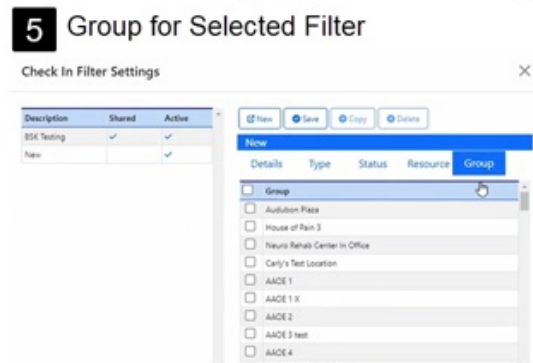 5 Group for Selected Filter
Check In Filter Settings
Description Shared Active
BSK Testing
New
New Save Copy Delete
New
Details Type Status Resource Group
Group
Audubon Plaza
House of Pain 3
Neuro Rehab Center In Office
Carly's Test Location
AAOE 1
AAOE 1 X
AAOE 2
AAOE 3 test
AAOE 4